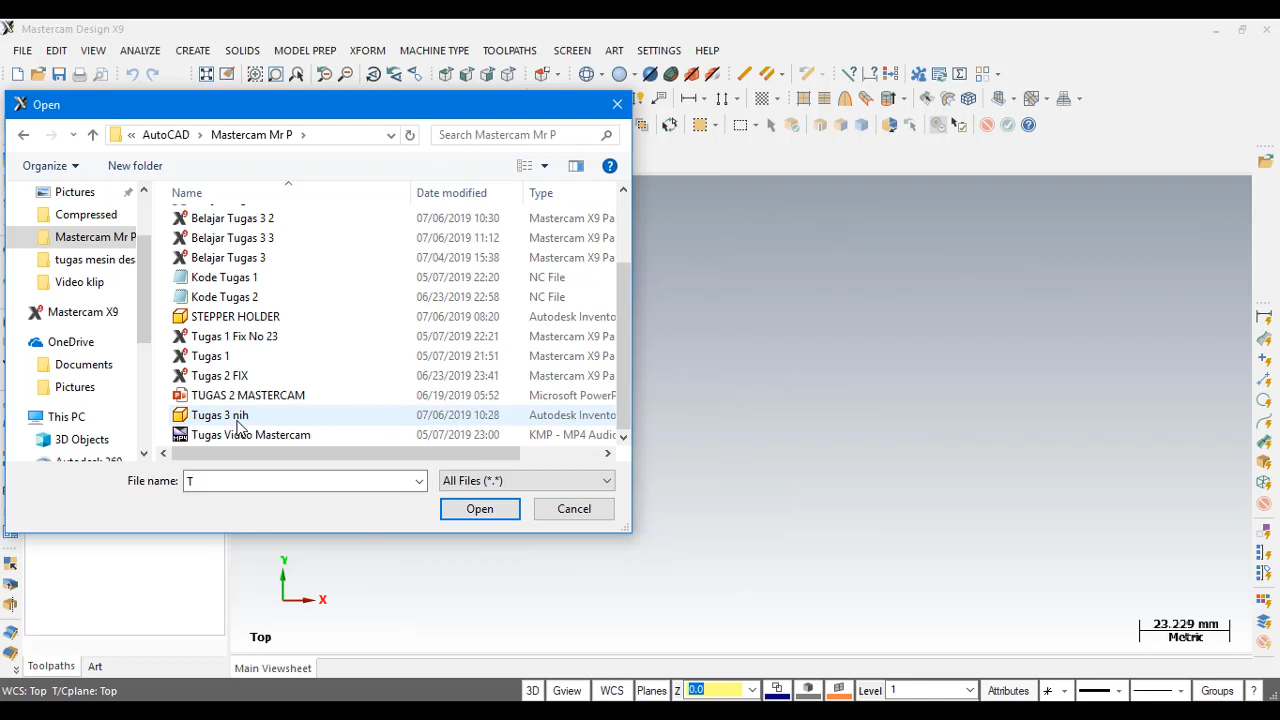 Mastercam Design X9
FILE EDIT VIEW ANALYZE CREATE SOLIDS MODEL PREP XFORM MACHINE TYPE TOOLPATHS SCREEN ART SETTINGS HELP
Open
« AutoCAD › Mastercam Mr P ›
Search Mastercam Mr P
Organize New folder
Name Date modified Type
Pictures
Compressed
Mastercam Mr P
tugas mesin des
Video klip
Mastercam X9
OneDrive
Documents
Pictures
This PC
3D Objects
Autodesk 360
Belajar Tugas 3 2 07/06/2019 10:30 Mastercam X9 Pa
Belajar Tugas 3 3 07/06/2019 11:12 Mastercam X9 Pa
Belajar Tugas 3 07/04/2019 15:38 Mastercam X9 Pa
Kode Tugas 1 05/07/2019 22:20 NC File
Kode Tugas 2 06/23/2019 22:58 NC File
STEPPER HOLDER 07/06/2019 08:20 Autodesk Invento
Tugas 1 Fix No 23 05/07/2019 22:21 Mastercam X9 Pa
Tugas 1 05/07/2019 21:51 Mastercam X9 Pa
Tugas 2 FIX 06/23/2019 23:41 Mastercam X9 Pa
TUGAS 2 MASTERCAM 06/19/2019 05:52 Microsoft PowerP
Tugas 3 nih 07/06/2019 10:28 Autodesk Invento
Tugas Video Mastercam 05/07/2019 23:00 KMP - MP4 Audio
File name: T All Files (*.*)
Open Cancel
Y
X
Top
23.229 mm
Metric
Toolpaths Art
Main Viewsheet
WCS: Top T/Cplane: Top 3D Gview WCS Planes Z 0.0 Level 1 Attributes Groups ?